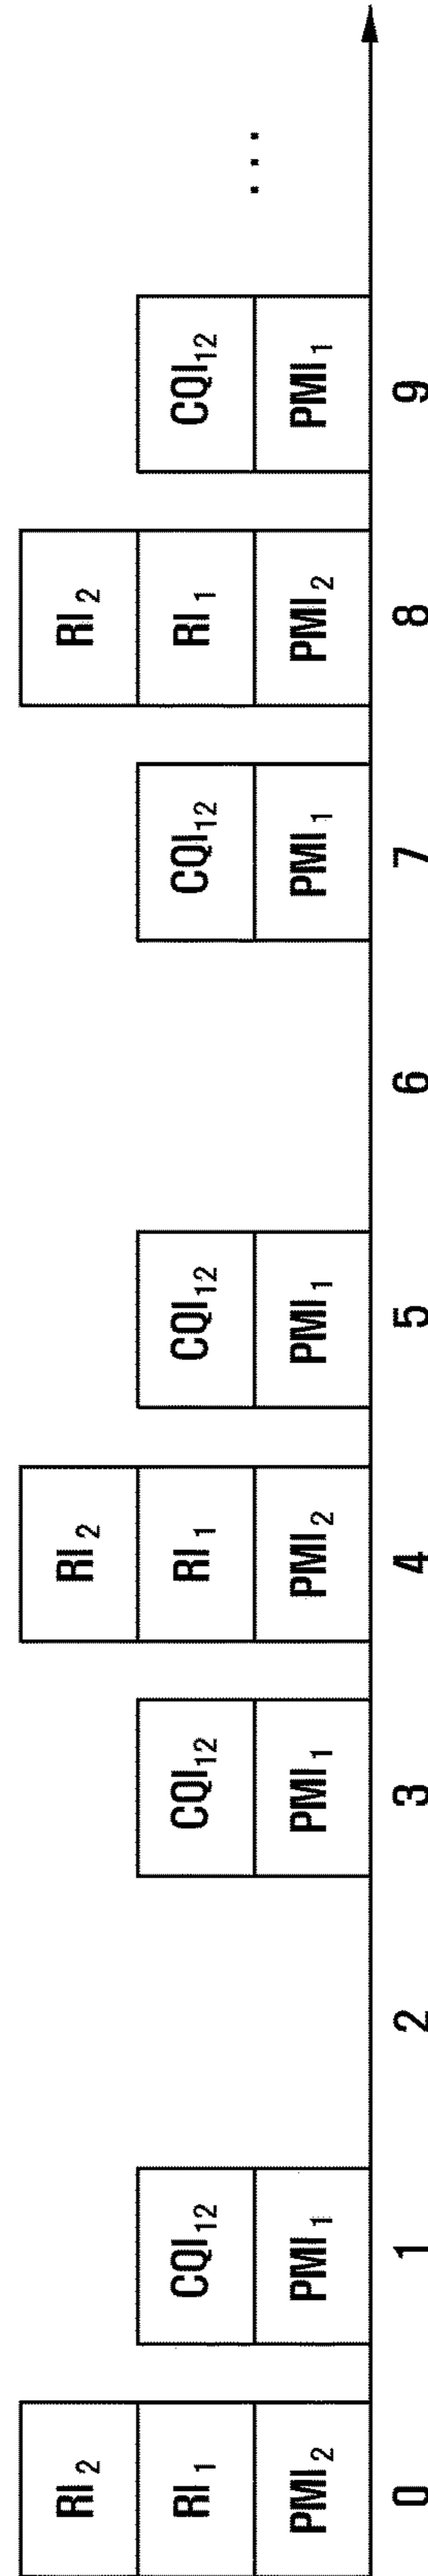 RI2 RI2 RI2
RI1 CQI12 CQI12 RI1 CQI12 CQI12 RI1 CQI12 ...
PMI2 PMI1 PMI1 PMI2 PMI1 PMI1 PMI2 PMI1
0 1 2 3 4 5 6 7 8 9